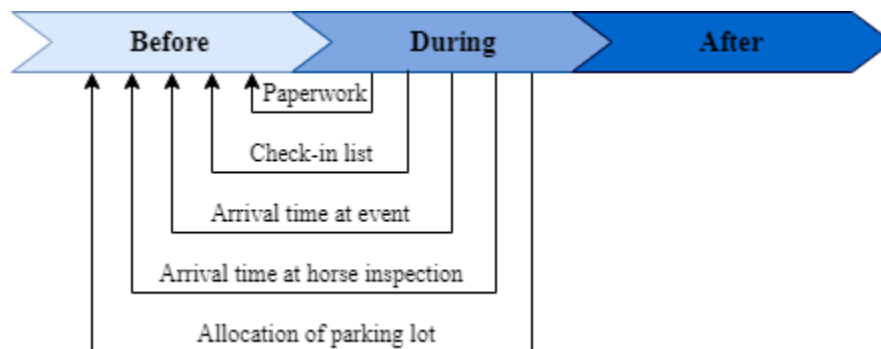 Before During After
Paperwork
Check-in list
Arrival time at event
Arrival time at horse inspection
Allocation of parking lot